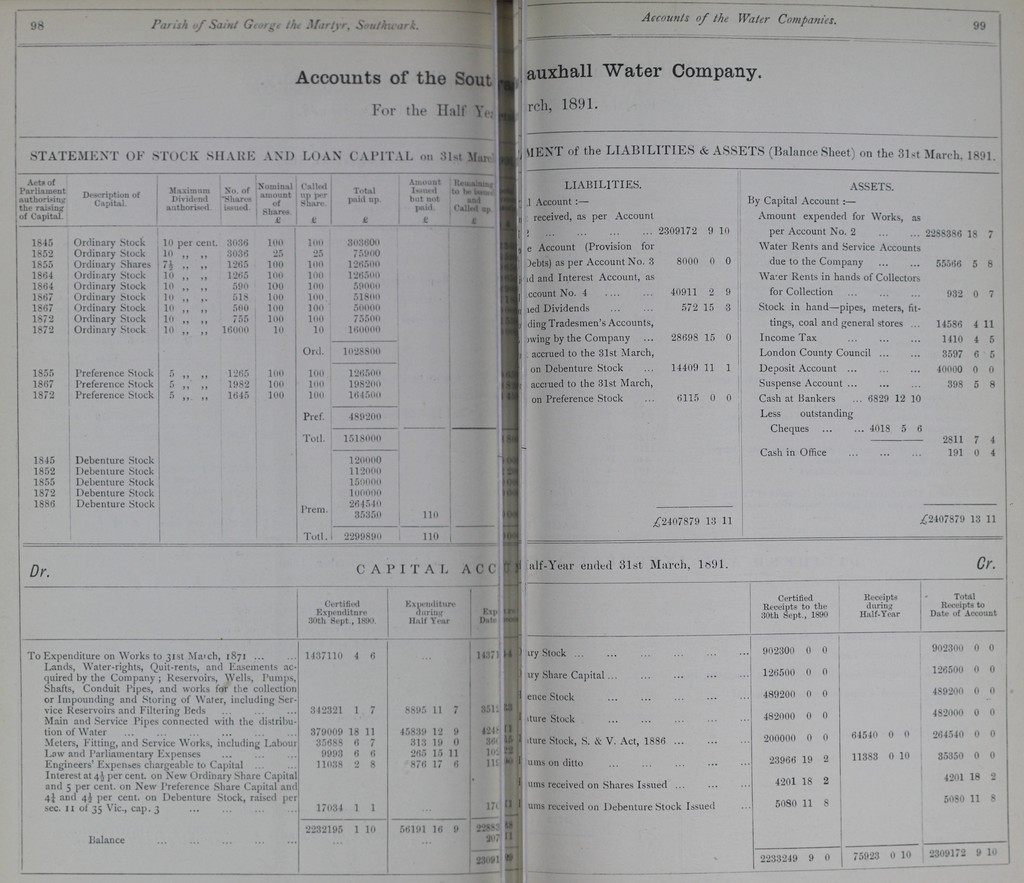 98 Parish of Saint George the Martyr, Southwark.
Accounts of the Sout
For the Half Ye
STATEMENT OF STOCK SHARE AND LOAN CAPITAL on 31st Marc
Acts of Parliament authorising the raising of Capital. Description of Capital. Maximum Dividend authorised. No. of Shares issued. Nominal amount of Shares. £ Called up per Share. £ Total paid up. £ Amount Issued but not paid. £ Remaining to be issued and Called up.
1845 Ordinary Stock 10 per cent. 3036 100 100 303600
1852 Ordinary Stock 10 ,, ,, 3036 25 25 75900
1855 Ordinary Shares 7½ ,, ,, 1265 100 100 126500
1864 Ordinary Stock 10 ,, ,, 1265 100 100 126500
1864 Ordinary Stock 10 ,, ,, 590 100 100 59000
1867 Ordinary Stock 10 ,, ,, 518 100 100 51800
1867 Ordinary Stock 10 ,, ,, 500 100 100 50000
1872 Ordinary Stock 10 ,, ,, 755 100 100 75500
1872 Ordinary Stock 10 ,, ,, 16000 10 10 160000
Ord. 1028800
1855 Preference Stock 5 ,, ,, 1265 100 100 126500
1867 Preference Stock 5 ,, ,, 1982 100 100 198200
1872 Preference Stock 5 ,, ,, 1645 100 100 164500
Pref. 489200
Totl. 1518000
1845 Debenture Stock 120000
1852 Debenture Stock 112000
1855 Debenture Stock 150000
1872 Debenture Stock 100000
1886 Debenture Stock 264540
Prem. 35350 110
Totl. 2299890 110
Dr. CAPITAL ACC
Certified Expenditure 30th Sept., 1890. Expenditure during Half Year Exp Date
To Expenditure on Works to 31st March, 1871 ... ... 1437110 4 6 ... 14371
Lands, Water-rights, Quit-rents, and Easements ac-
quired by the Company; Reservoirs, Wells, Pumps,
Shafts, Conduit Pipes, and works for the collection
or Impounding and Storing of Water, including Ser-
vice Reservoirs and Filtering Beds ... ... ... 342321 1 7 8895 11 7 351
Main and Service Pipes connected with the distribu-
tion of Water ... ... ... ... ... ... 379009 18 11 45839 12 9 424
Meters, Fitting, and Service Works, including Labour 35688 6 7 313 19 0 360
Law and Parliamentary Expenses ... ... ... ... 9993 6 6 265 15 11 102
Engineers' Expenses chargeable to Capital ... ... 11038 2 8 876 17 6 119
Interest at 4½ per cent. on New Ordinary Share Capital
and 5 per cent. on New Preference Share Capital and
4¼ and 4½ per cent. on Debenture Stock, raised per
sec. 11 of 35 Vic., cap. 3 ... ... ... ... 17034 1 1 ... 170
2232195 1 10 56191 16 9 22883
Balance ... ... ... ... ... ... ... 207
23091
Accounts of the Water Companies. 99
auxhall Water Company.
rch, 1891.
MENT of the LIABILITIES & ASSETS (Balance Sheet) on the 31st March, 1891.
LIABILITIES.
l Account :—
received, as per Account
... ... ... ... 2309172 9 10
e Account (Provision for
Debts) as per Account No. 3 8000 0 0
nd and Interest Account, as
ccount No. 4 .... ... 40911 2 9
ed Dividends ... ... 572 15 3
ding Tradesmen's Accounts,
owing by the Company ... 28698 15 0
accrued to the 31st March,
on Debenture Stock ... 14409 11 1
accrued to the 31st March,
on Preference Stock ... 6115 0 0
£2407879 13 11
ASSETS.
By Capital Account :—
Amount expended for Works, as
per Account No. 2 ... ... 2288386 18 7
Water Rents and Service Accounts
due to the Company ... ... 55566 5 8
Water Rents in hands of Collectors
for Collection ... ... ... 932 0 7
Stock in hand—pipes, meters, fit-
tings, coal and general stores ... 14586 4 11
Income Tax ... ... ... 1410 4 5
London County Council ... ... 3597 6 5
Deposit Account ... ... ... 40000 0 0
Suspense Account ... ... ... 398 5 8
Cash at Bankers ... 6829 12 10
Less outstanding
Cheques ... ... 4018 5 6
2811 7 4
Cash in Office ... ... ... 191 0 4
£2407879 13 11
alf-Year ended 31st March, 1891. Cr.
Certified Receipts to the 30th Sept., 1890 Receipts during Half-Year Total Receipts to Date of Account
ry Stock ... ... ... ... ... ... 902300 0 0 902300 0 0
ry Share Capital ... ... ... ... ... 126500 0 0 126500 0 0
ence Stock ... ... ... ... ... 489200 0 0 489200 0 0
ture Stock ... ... ... ... ... 482000 0 0 482000 0 0
ture Stock, S. & V. Act, 1886 ... ... ... 200000 0 0 64540 0 0 264540 0 0
ums on ditto ... ... ... ... ... 23966 19 2 11383 0 10 35350 0 0
ums received on Shares Issued ... ... ... 4201 18 2 4201 18 2
ums received on Debenture Stock Issued ... 5080 11 8 5080 11 8
2233249 9 0 75923 0 10 2309172 9 10